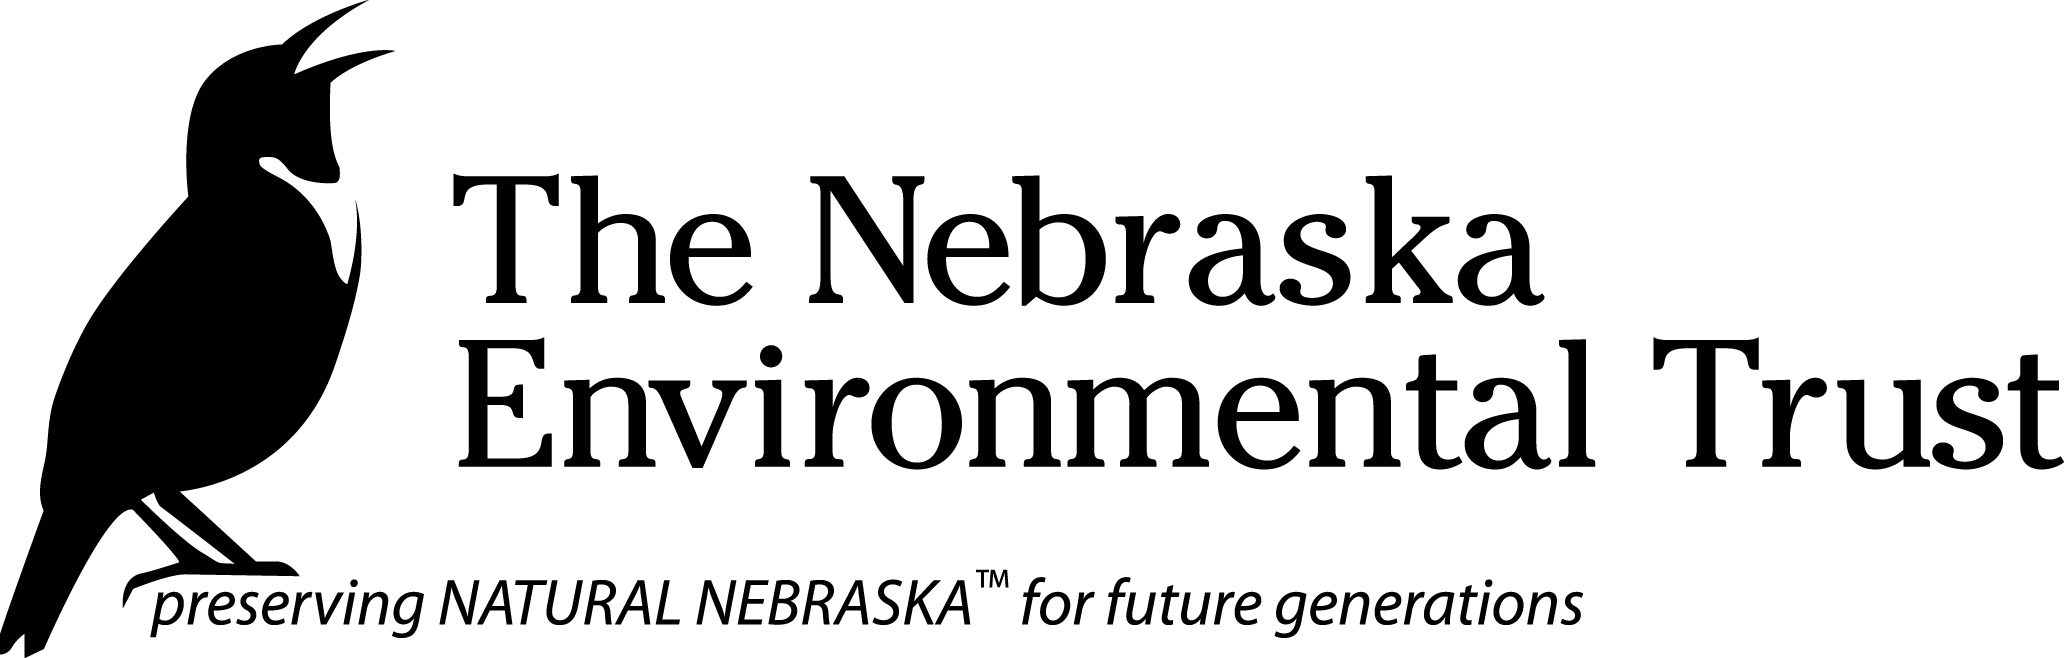 The Nebraska
Environmental Trust
preserving NATURAL NEBRASKA™ for future generations